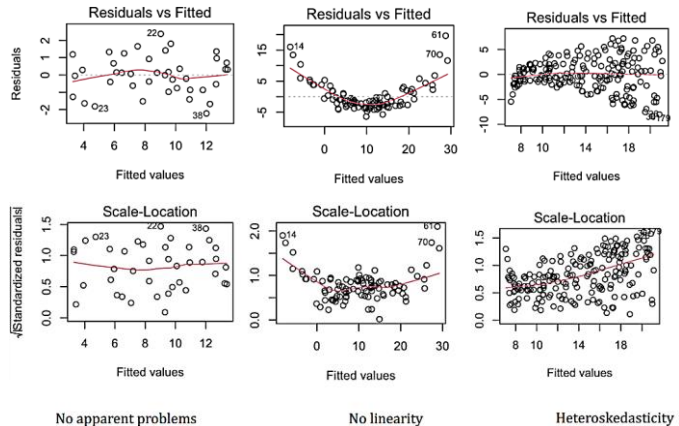 Residuals vs Fitted
Residuals vs Fitted
Residuals vs Fitted
Residuals
2
1
0
-1
-2
22
23
38
4 6 8 10 12
Fitted values
15
5
0
-5
14
61
70
0 5 10 15 20 25 30
Fitted values
5
0
-5
-10
179
8 10 14 16 18
Fitted values
Scale-Location
Scale-Location
Scale-Location
√|Standardized residuals|
1.5
1.0
0.5
0.0
23
22
38
4 6 8 10 12
Fitted values
2.0
1.0
0.0
14
61
70
0 10 20 30
Fitted values
1.5
1.0
0.5
0.0
8 10 14 16 18
Fitted values
No apparent problems
No linearity
Heteroskedasticity